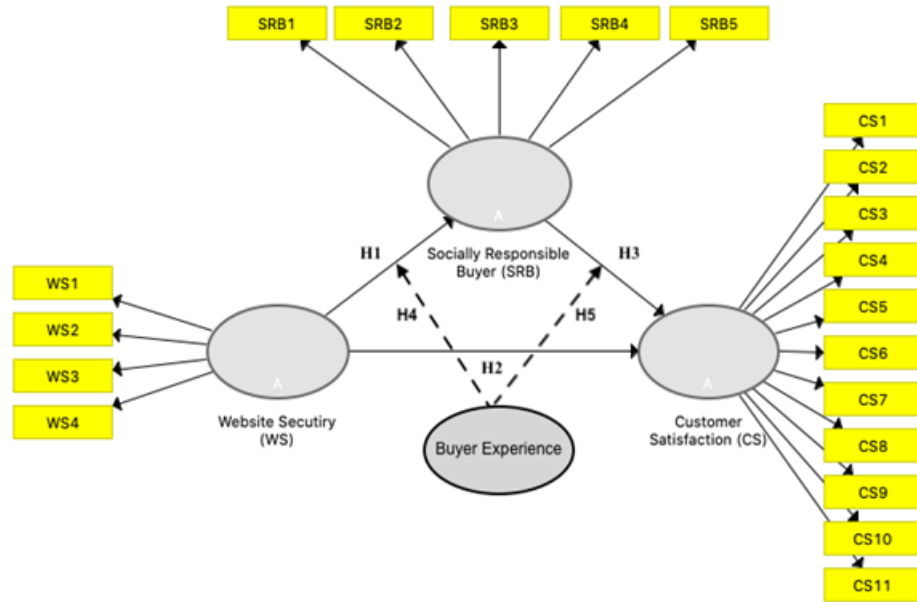 SRB1
SRB2
SRB3
SRB4
SRB5
A
Socially Responsible
Buyer (SRB)
H1
H3
H4
H5
H2
WS1
WS2
WS3
WS4
A
Website Secutiry
(WS)
Buyer Experience
A
Customer
Satisfaction (CS)
CS1
CS2
CS3
CS4
CS5
CS6
CS7
CS8
CS9
CS10
CS11